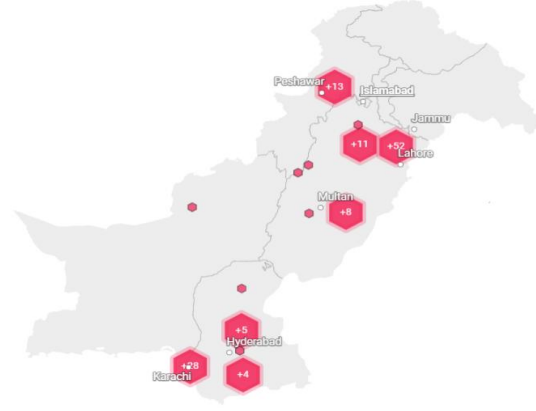 +13
Peshawar
Islamabad
Jammu
+11
+52
Lahore
Multan
+8
+5
Hyderabad
+28
Karachi
+4